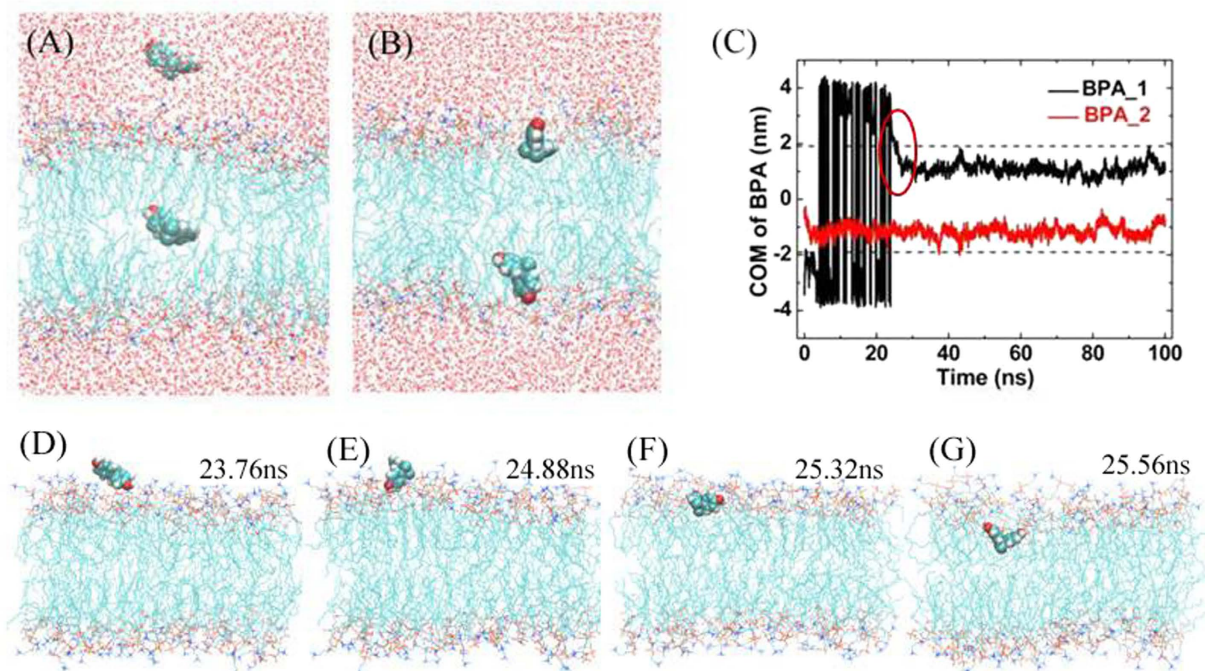 (A)
(B)
(C)
COM of BPA (nm)
4
2
0
-2
-4
BPA_1
BPA_2
0
20
40
60
80
100
Time (ns)
(D)
23.76ns
(E)
24.88ns
(F)
25.32ns
(G)
25.56ns